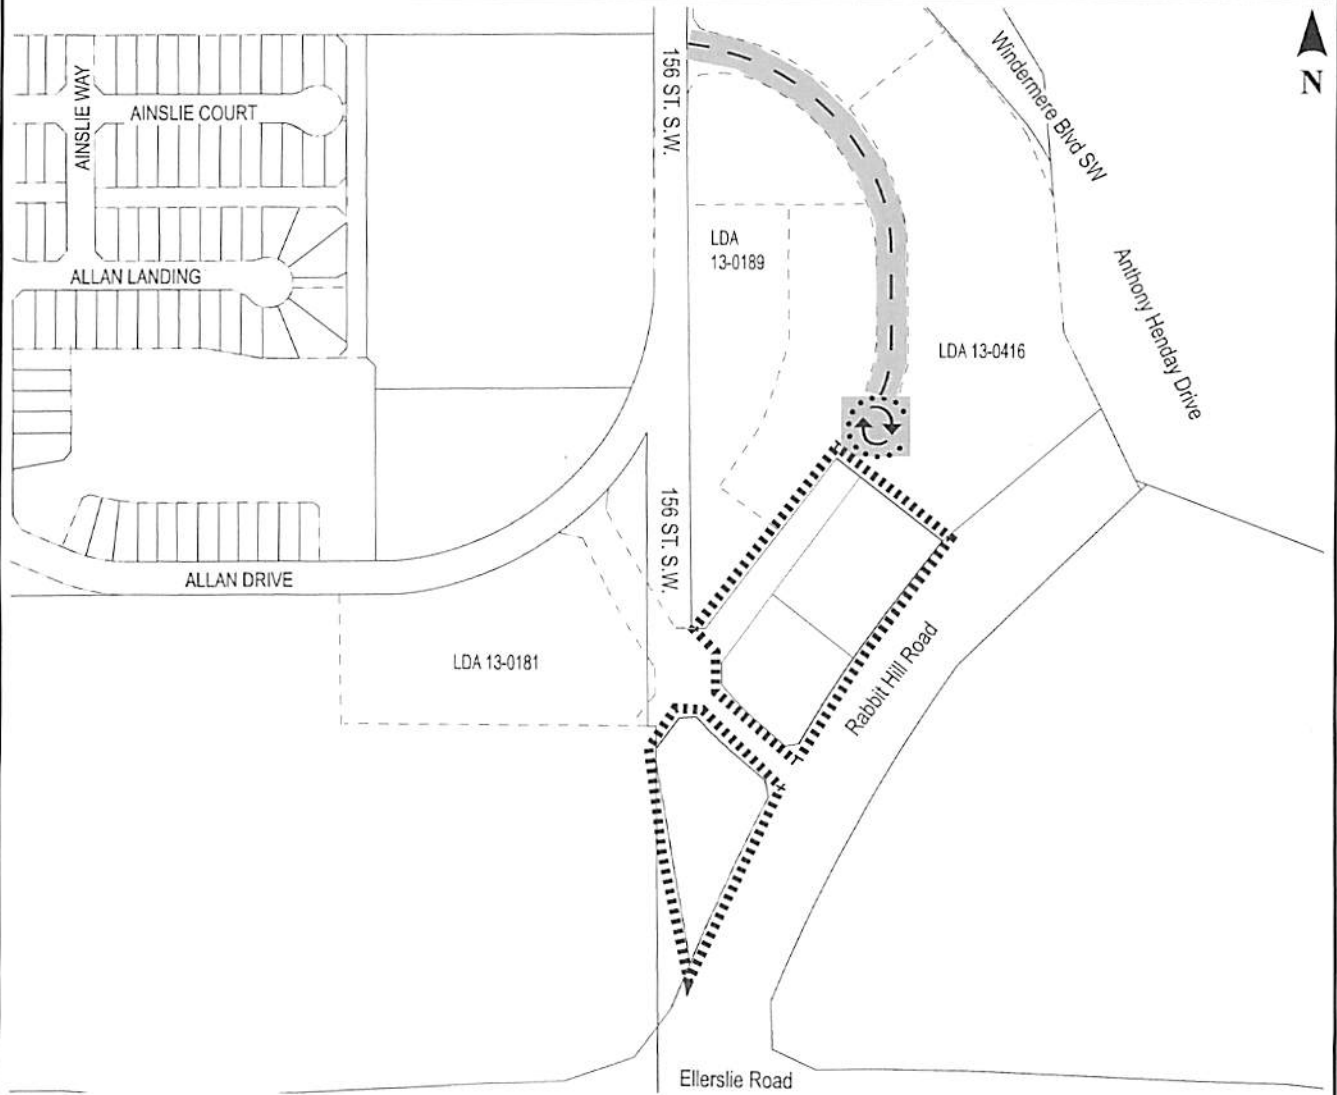 156 ST. S.W.
Windermere Blvd SW
N
AINSLIE WAY
AINSLIE COURT
LDA
13-0189
ALLAN LANDING
Anthony Henday Drive
LDA 13-0416
156 ST. S.W.
ALLAN DRIVE
LDA 13-0181
Rabbit Hill Road
Ellerslie Road